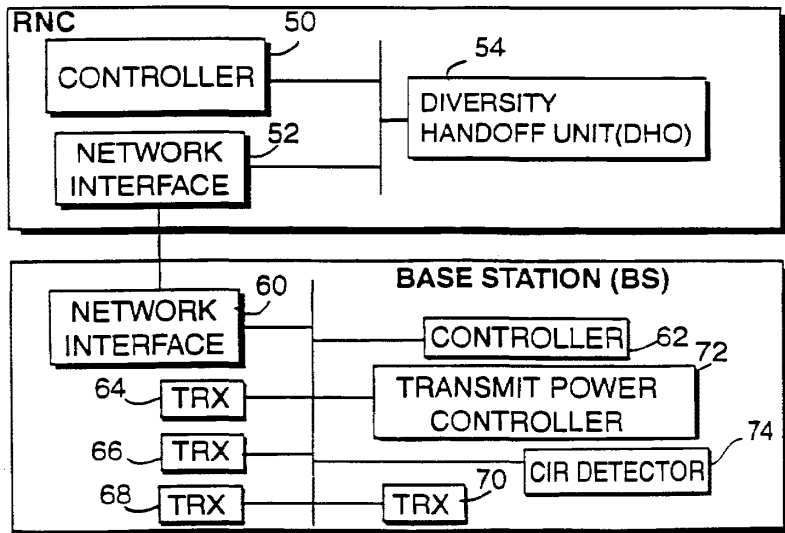 RNC
50
CONTROLLER
54
DIVERSITY
HANDOFF UNIT(DHO)
52
NETWORK
INTERFACE
BASE STATION (BS)
60
NETWORK
INTERFACE
CONTROLLER
62
72
64
TRX
TRANSMIT POWER
CONTROLLER
66
TRX
74
CIR DETECTOR
68
TRX
70
TRX